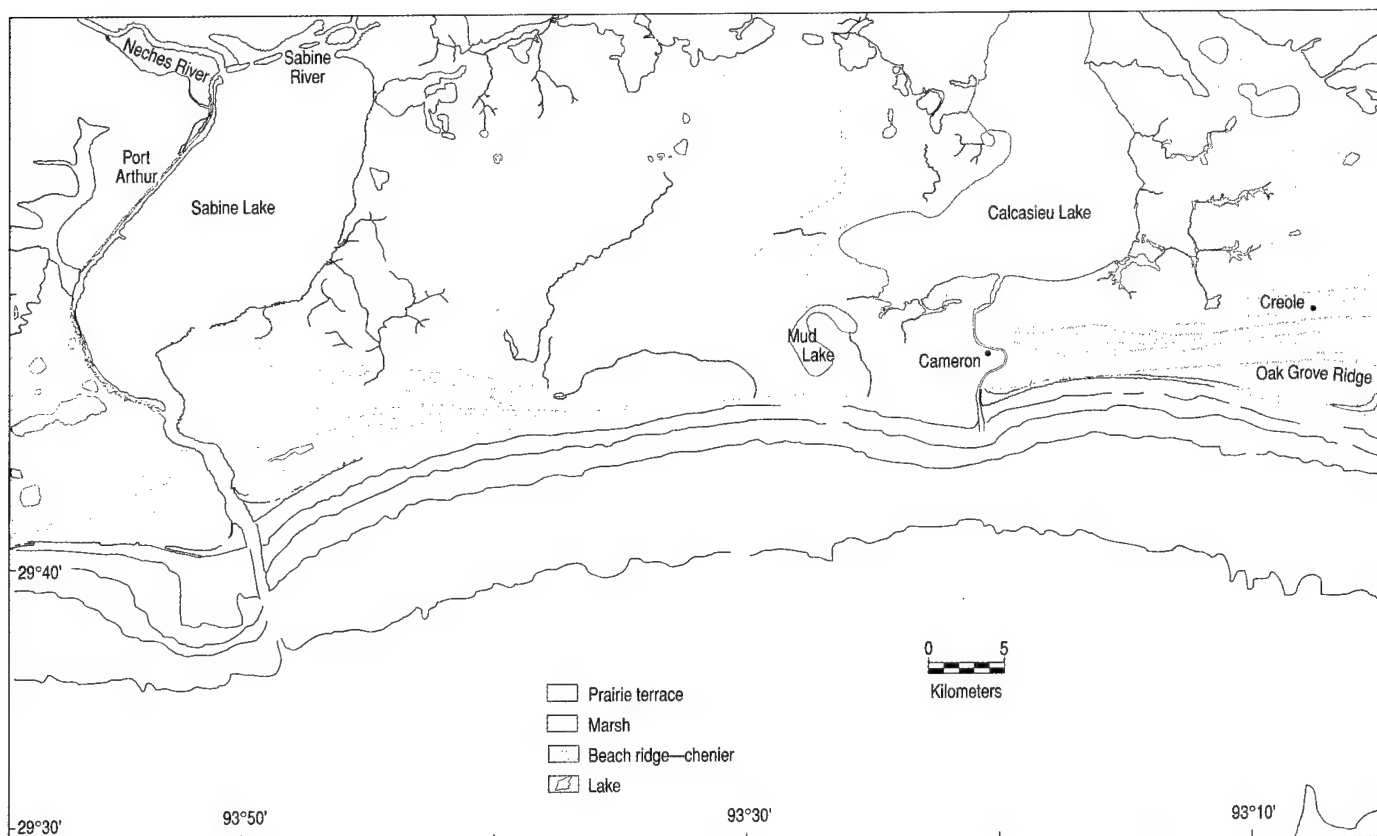 Neches River
Sabine
River
Port
Arthur
Sabine Lake
Calcasieu Lake
Creole
Mud
Lake
Cameron
Oak Grove Ridge
29°40'
0 5
Kilometers
Prairie terrace
Marsh
Beach ridge—chenier
Lake
93°50' 93°30' 93°10'
29°30'